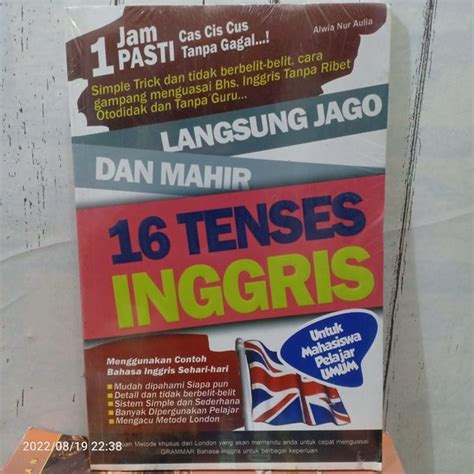 Alwia Nur Aulia
1 Jam PASTI Cas Cis Cus Tanpa Gagal...!
Simple Trick dan tidak berbelit-belit, cara
gampang menguasai Bhs. Inggris Tanpa Ribet
Otodidak dan Tanpa Guru...
LANGSUNG JAGO
DAN MAHIR
16 TENSES
INGGRIS
Untuk
Mahasiswa
Pelajar
UMUM
Menggunakan Contoh
Bahasa Inggris Sehari-hari
Mudah dipahami Siapa pun
Detail dan tidak berbelit-belit
Sistem Simple dan Sederhana
Banyak Dipergunakan Pelajar
Mengacu Metode London
Metode khusus dari London yang akan memandu anda untuk cepat menguasai
GRAMMAR Bahasa Inggris untuk berbagai keperluan
2022/08/19 22:38